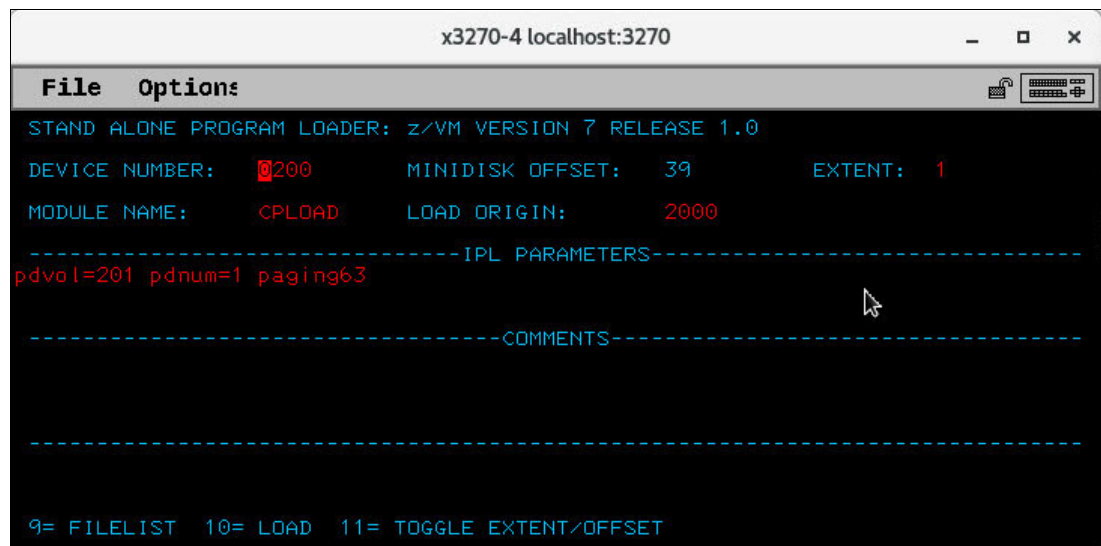 x3270-4 localhost:3270
File Options
STAND ALONE PROGRAM LOADER: z/VM VERSION 7 RELEASE 1.0
DEVICE NUMBER: 0200 MINIDISK OFFSET: 39 EXTENT: 1
MODULE NAME: CPLOAD LOAD ORIGIN: 2000
--------------------------------IPL PARAMETERS--------------------------------
pdvol=201 pdnum=1 paging63
-----------------------------------COMMENTS-----------------------------------
------------------------------------------------------------------------------
9= FILELIST 10= LOAD 11= TOGGLE EXTENT/OFFSET